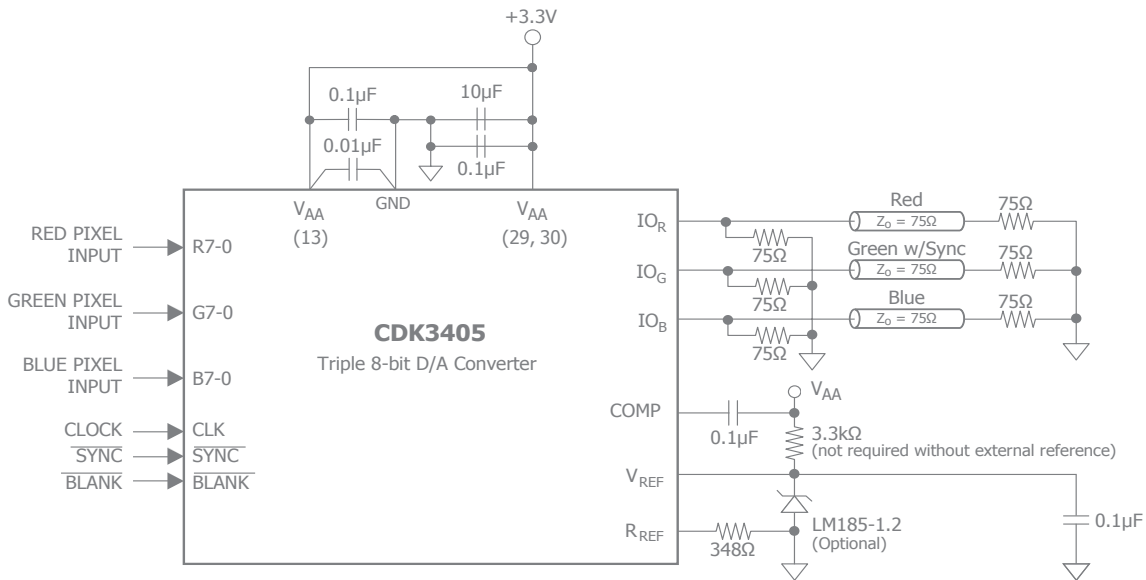 +3.3V
0.1µF
10µF
0.01µF
0.1µF
V_AA
(13)
GND
V_AA
(29, 30)
RED PIXEL
INPUT
R7-0
GREEN PIXEL
INPUT
G7-0
BLUE PIXEL
INPUT
B7-0
CLOCK
CLK
SYNC
SYNC
BLANK
BLANK
CDK3405
Triple 8-bit D/A Converter
IO_R
Red
Z_o = 75Ω
75Ω
75Ω
IO_G
Green w/Sync
Z_o = 75Ω
75Ω
75Ω
IO_B
Blue
Z_o = 75Ω
75Ω
75Ω
COMP
0.1µF
V_AA
3.3kΩ
(not required without external reference)
V_REF
LM185-1.2
(Optional)
0.1µF
R_REF
348Ω